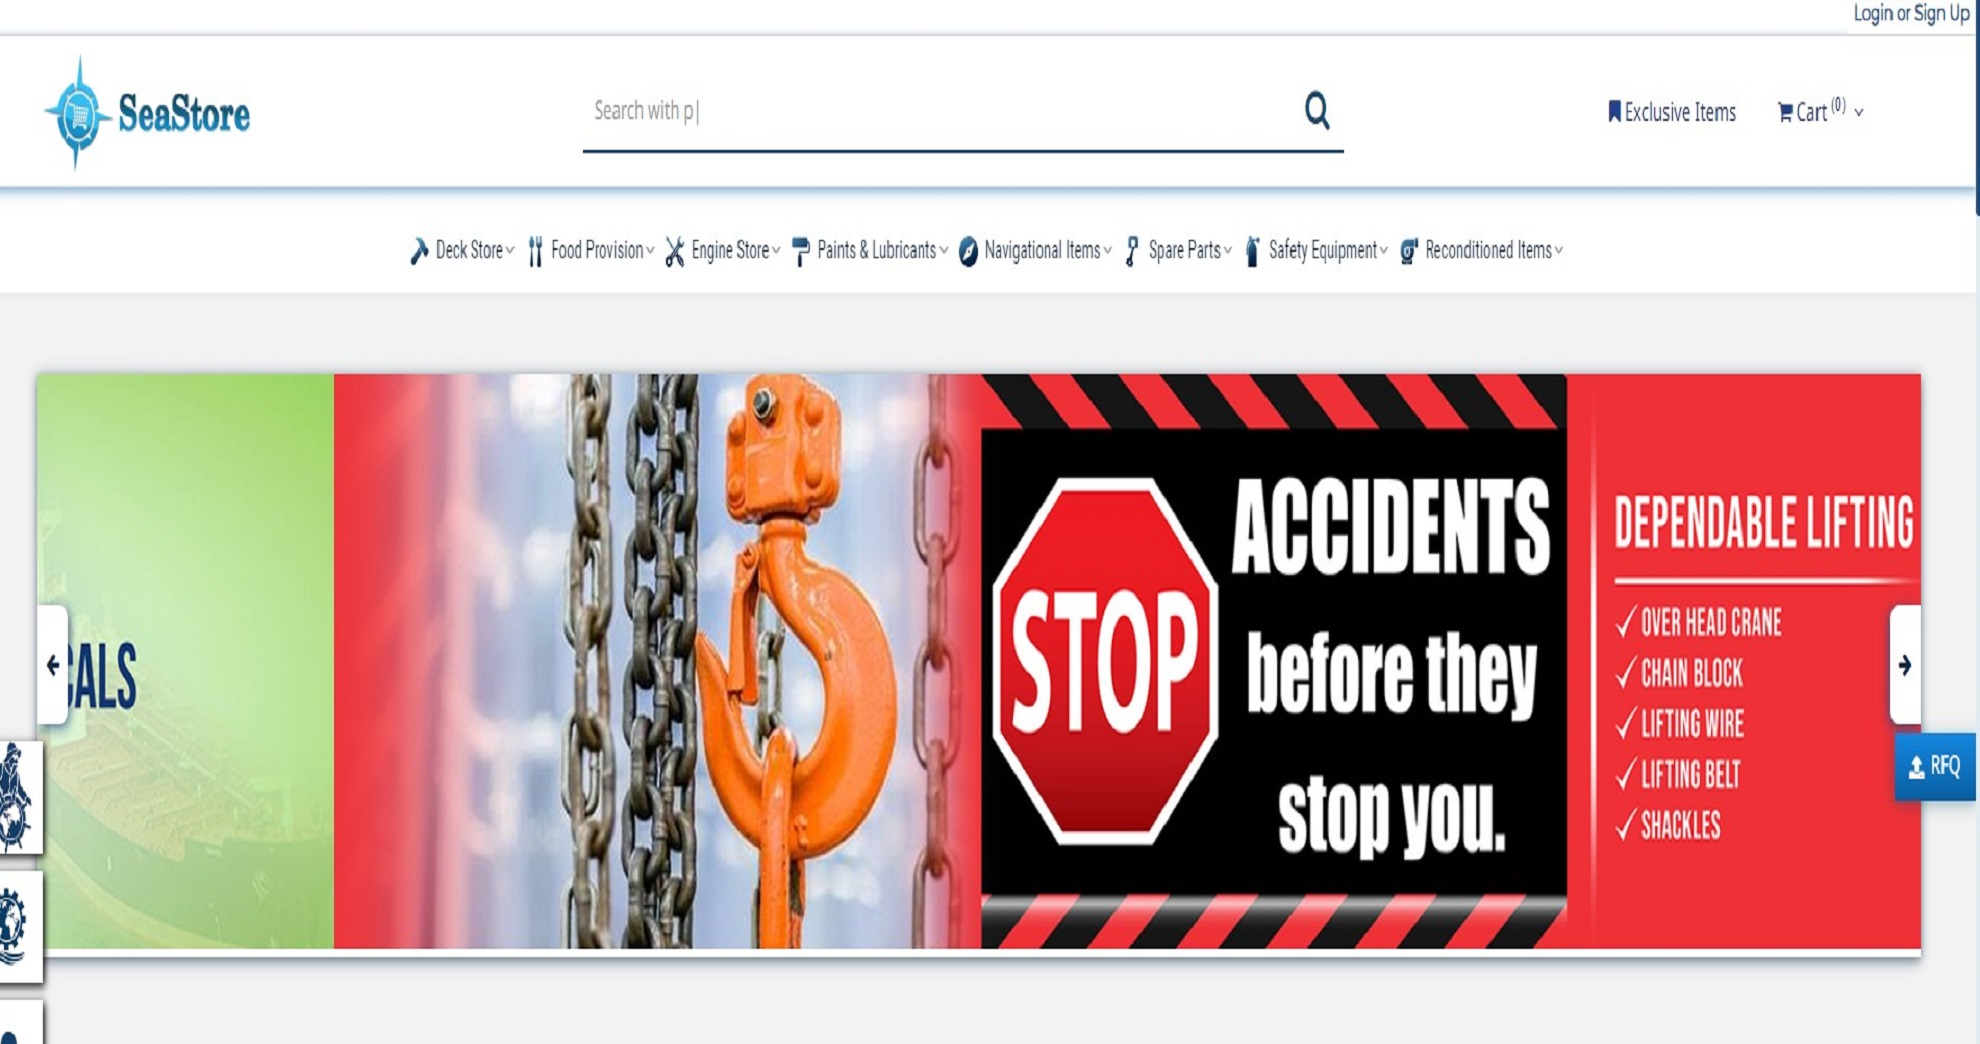 Login or Sign Up
SeaStore
Search with p|
Exclusive Items
Cart (0)
Deck Store Food Provision Engine Store Paints & Lubricants Navigational Items Spare Parts Safety Equipment Reconditioned Items
CALS
STOP
ACCIDENTS
before they
stop you.
DEPENDABLE LIFTING
✓ OVER HEAD CRANE
✓ CHAIN BLOCK
✓ LIFTING WIRE
✓ LIFTING BELT
✓ SHACKLES
RFQ